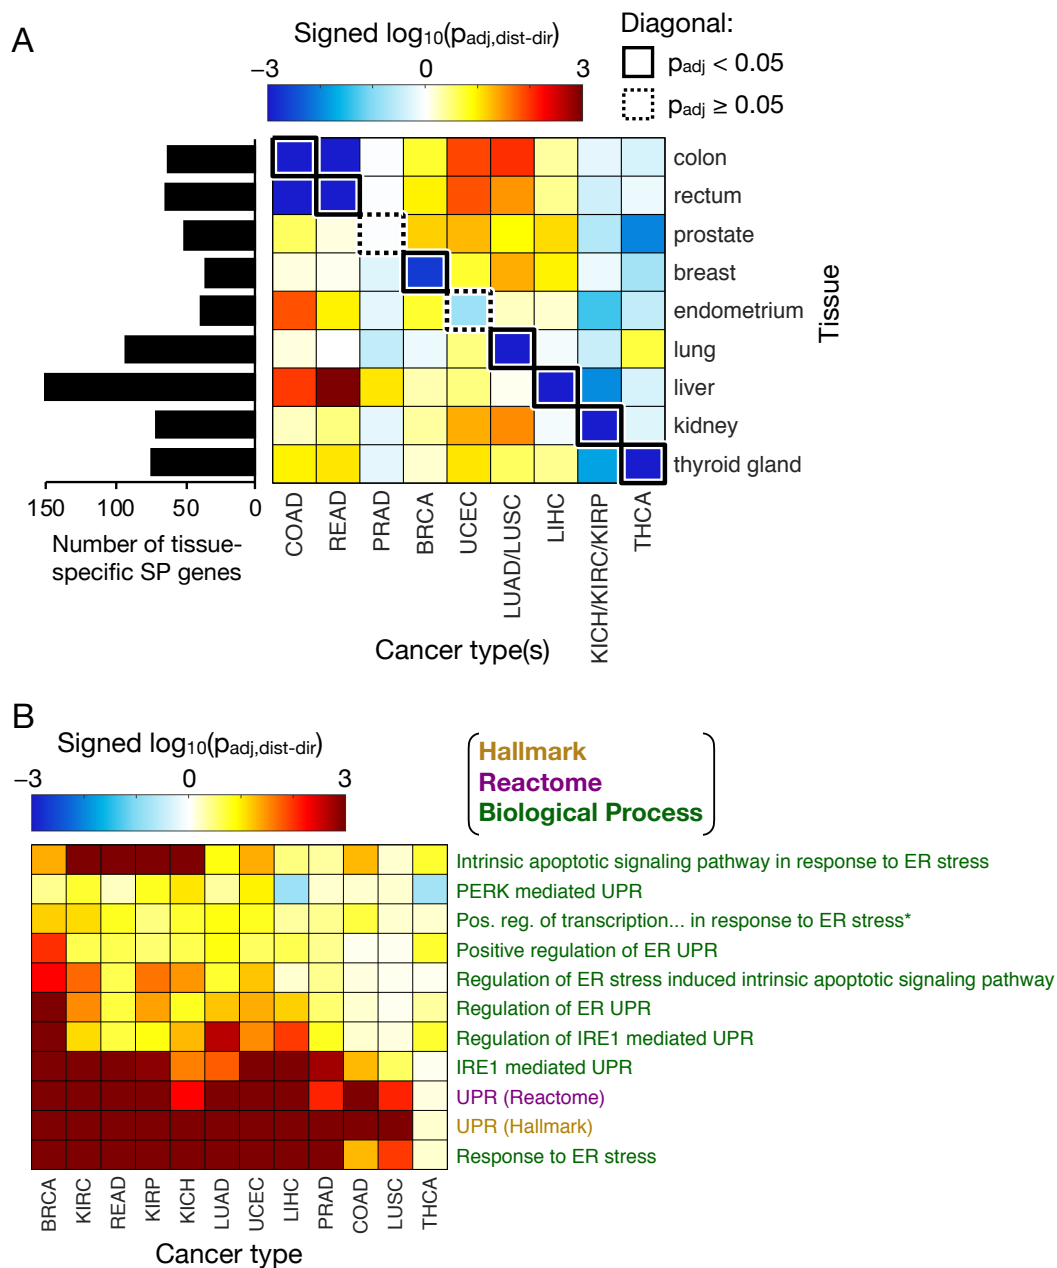 A
Signed log10(padj,dist-dir)
−3 0 3
Diagonal:
padj < 0.05
padj ≥ 0.05
colon
rectum
prostate
breast
endometrium
lung
liver
kidney
thyroid gland
Tissue
150 100 50 0
Number of tissue-
specific SP genes
COAD
READ
PRAD
BRCA
UCEC
LUAD/LUSC
LIHC
KICH/KIRC/KIRP
THCA
Cancer type(s)
B
Signed log10(padj,dist-dir)
−3 0 3
Hallmark
Reactome
Biological Process
Intrinsic apoptotic signaling pathway in response to ER stress
PERK mediated UPR
Pos. reg. of transcription... in response to ER stress*
Positive regulation of ER UPR
Regulation of ER stress induced intrinsic apoptotic signaling pathway
Regulation of ER UPR
Regulation of IRE1 mediated UPR
IRE1 mediated UPR
UPR (Reactome)
UPR (Hallmark)
Response to ER stress
BRCA
KIRC
READ
KIRP
KICH
LUAD
UCEC
LIHC
PRAD
COAD
LUSC
THCA
Cancer type